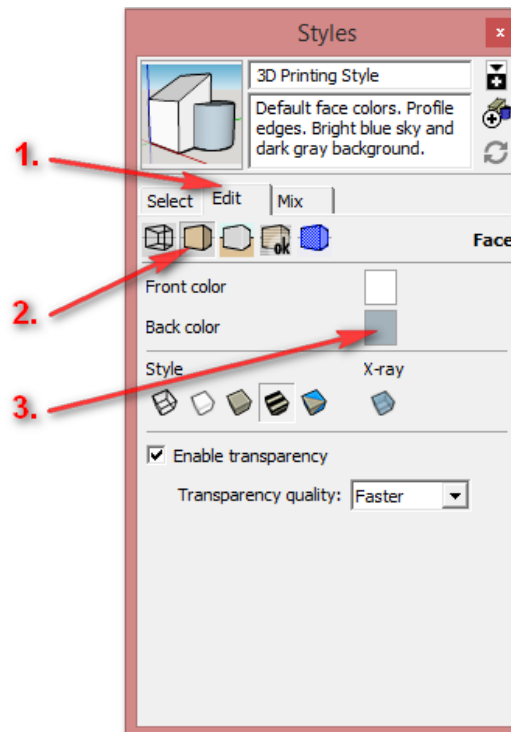 Styles
x
3D Printing Style
Default face colors. Profile
edges. Bright blue sky and
dark gray background.
1.
Select Edit Mix
ok
Face
2.
Front color
Back color
Style X-ray
3.
Enable transparency
Transparency quality: Faster